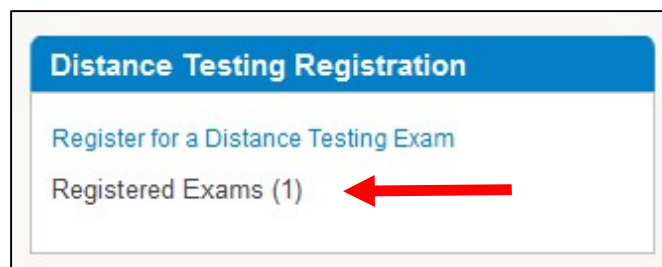 Distance Testing Registration
Register for a Distance Testing Exam
Registered Exams (1)